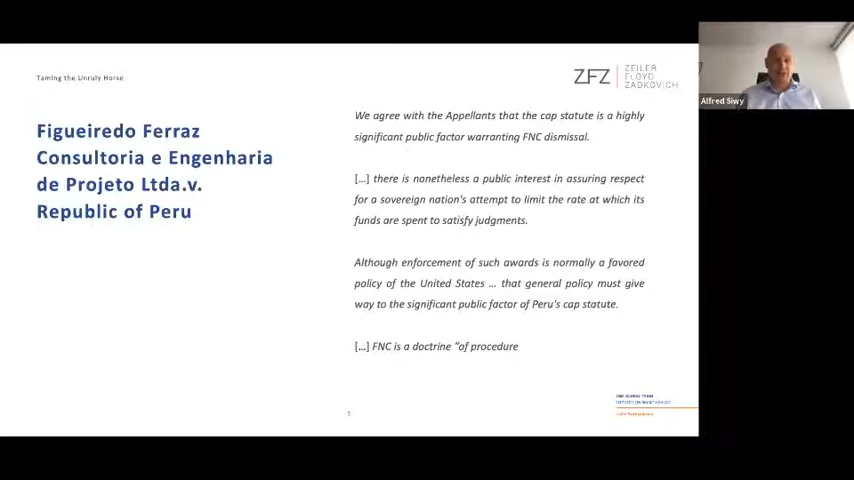 Taming the Unruly Horse
ZFZ
ZEILER
FLOYD
ZADKOVICH
Alfred Siwy
Figueiredo Ferraz
Consultoria e Engenharia
de Projeto Ltda.v.
Republic of Peru
We agree with the Appellants that the cap statute is a highly
significant public factor warranting FNC dismissal.
[…] there is nonetheless a public interest in assuring respect
for a sovereign nation's attempt to limit the rate at which its
funds are spent to satisfy judgments.
Although enforcement of such awards is normally a favored
policy of the United States … that general policy must give
way to the significant public factor of Peru's cap statute.
[…] FNC is a doctrine "of procedure
5